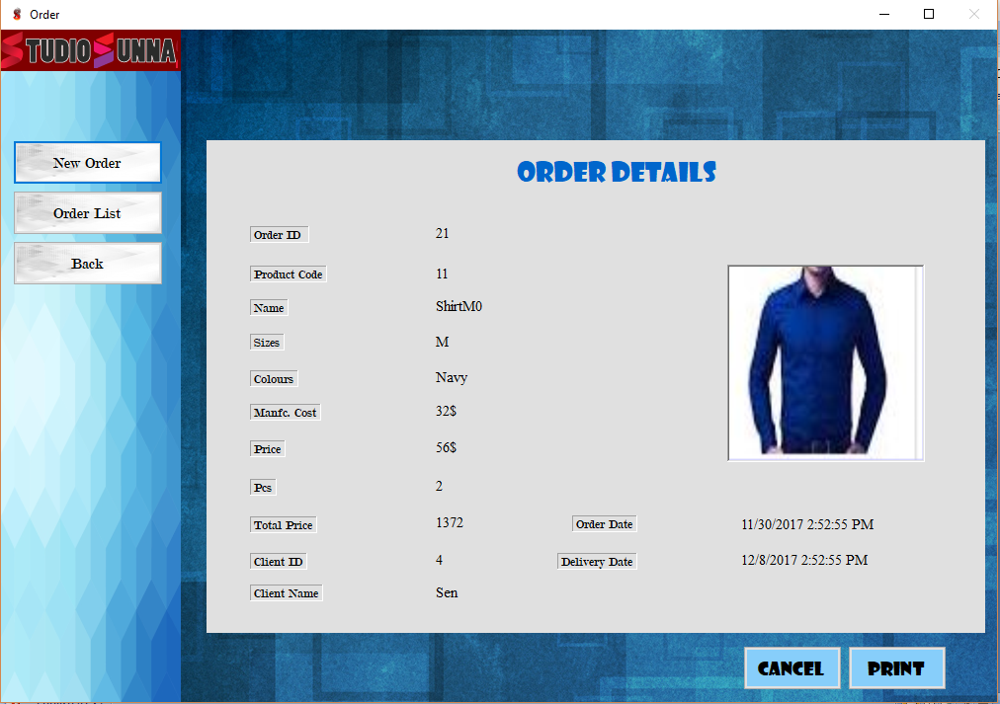 Order
STUDIO SUNNA
New Order
Order List
Back
ORDER DETAILS
Order ID 21
Product Code 11
Name ShirtM0
Sizes M
Colours Navy
Manfc. Cost 32$
Price 56$
Pcs 2
Total Price 1372 Order Date 11/30/2017 2:52:55 PM
Client ID 4 Delivery Date 12/8/2017 2:52:55 PM
Client Name Sen
CANCEL PRINT